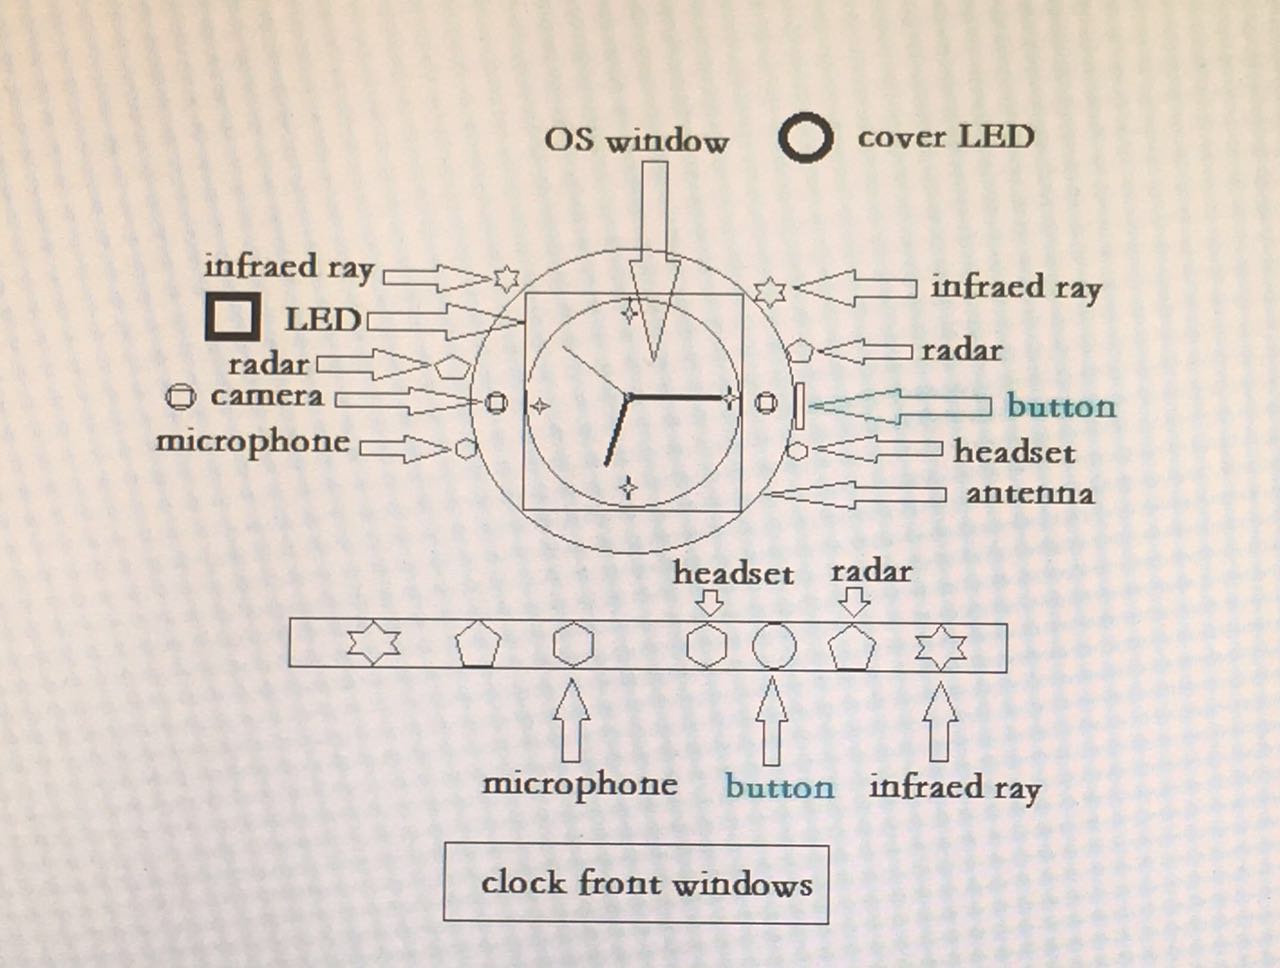 OS window
cover LED
infraed ray
infraed ray
LED
radar
radar
camera
button
microphone
headset
antenna
headset
radar
microphone
button
infraed ray
clock front windows